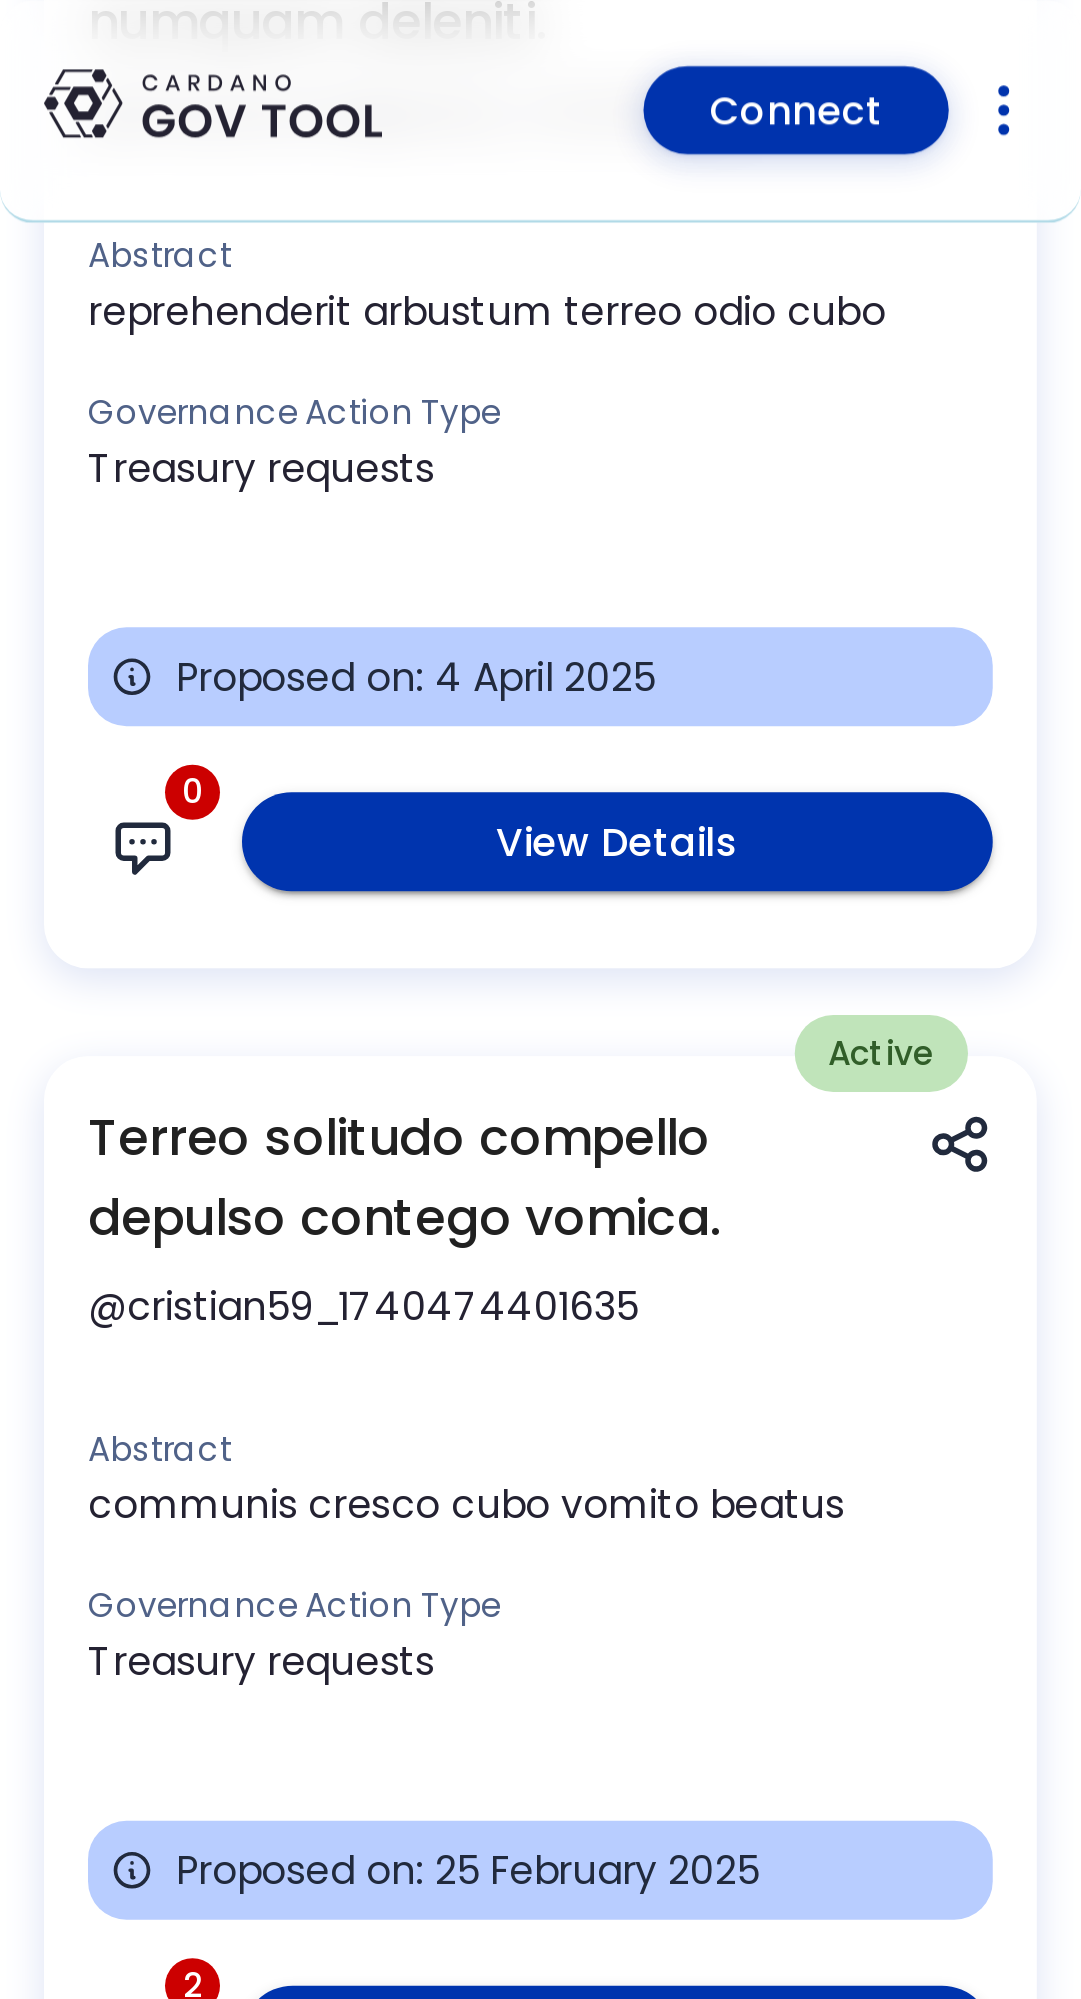 numquam deleniti.
CARDANO
GOV TOOL
Connect
Abstract
reprehenderit arbustum terreo odio cubo
Governance Action Type
Treasury requests
Proposed on: 4 April 2025
0
View Details
Active
Terreo solitudo compello
depulso contego vomica.
@cristian59_1740474401635
Abstract
communis cresco cubo vomito beatus
Governance Action Type
Treasury requests
Proposed on: 25 February 2025
2